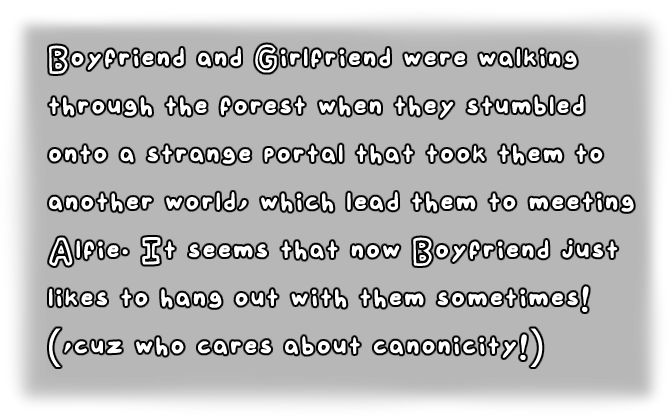 Boyfriend and Girlfriend were walking
through the forest when they stumbled
onto a strange portal that took them to
another world, which lead them to meeting
Alfie. It seems that now Boyfriend just
likes to hang out with them sometimes!
(,cuz who cares about canonicity!)